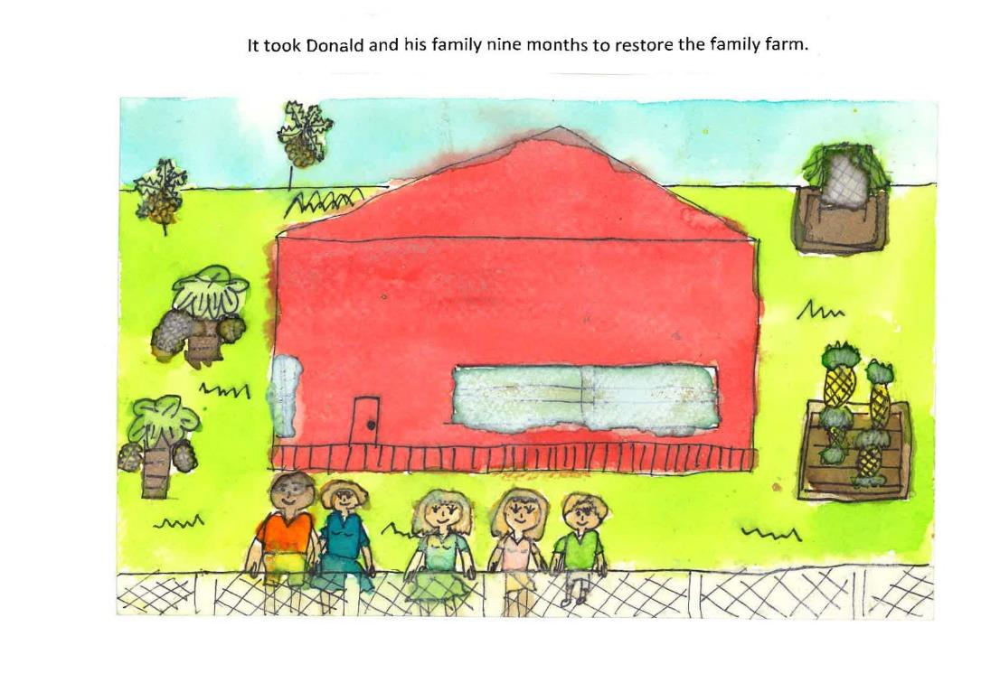 It took Donald and his family nine months to restore the family farm.